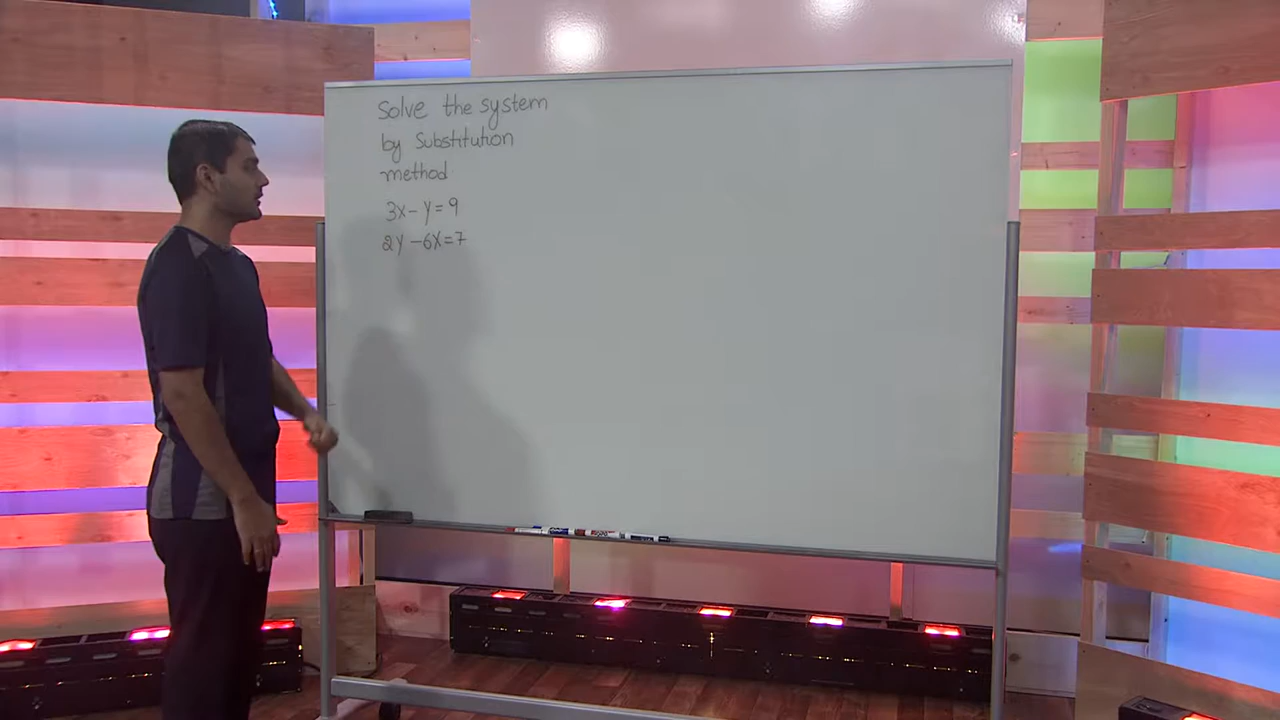 Solve the system
by Substitution
method
3x - y = 9
2y - 6x = 7